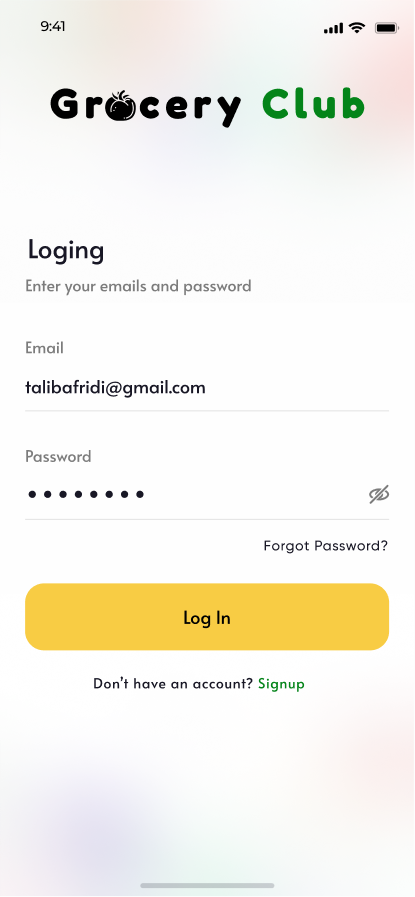 9:41
Grocery Club
Loging
Enter your emails and password
Email
talibafridi@gmail.com
Password
Forgot Password?
Log In
Don't have an account? Signup